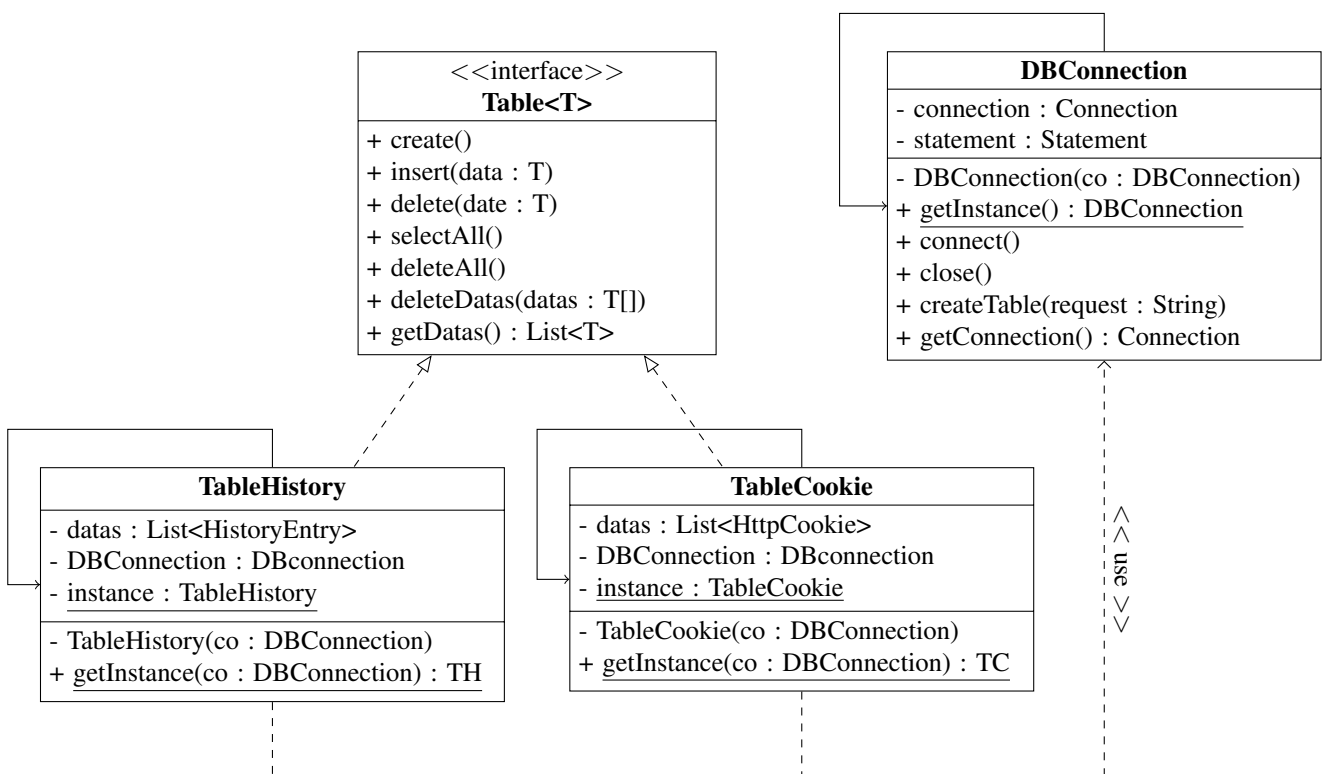 <<interface>>
Table<T>
+ create()
+ insert(data : T)
+ delete(date : T)
+ selectAll()
+ deleteAll()
+ deleteDatas(datas : T[])
+ getDatas() : List<T>
DBConnection
- connection : Connection
- statement : Statement
- DBConnection(co : DBConnection)
+ getInstance() : DBConnection
+ connect()
+ close()
+ createTable(request : String)
+ getConnection() : Connection
TableHistory
- datas : List<HistoryEntry>
- DBConnection : DBconnection
- instance : TableHistory
- TableHistory(co : DBConnection)
+ getInstance(co : DBConnection) : TH
TableCookie
- datas : List<HttpCookie>
- DBConnection : DBconnection
- instance : TableCookie
- TableCookie(co : DBConnection)
+ getInstance(co : DBConnection) : TC
<< use >>